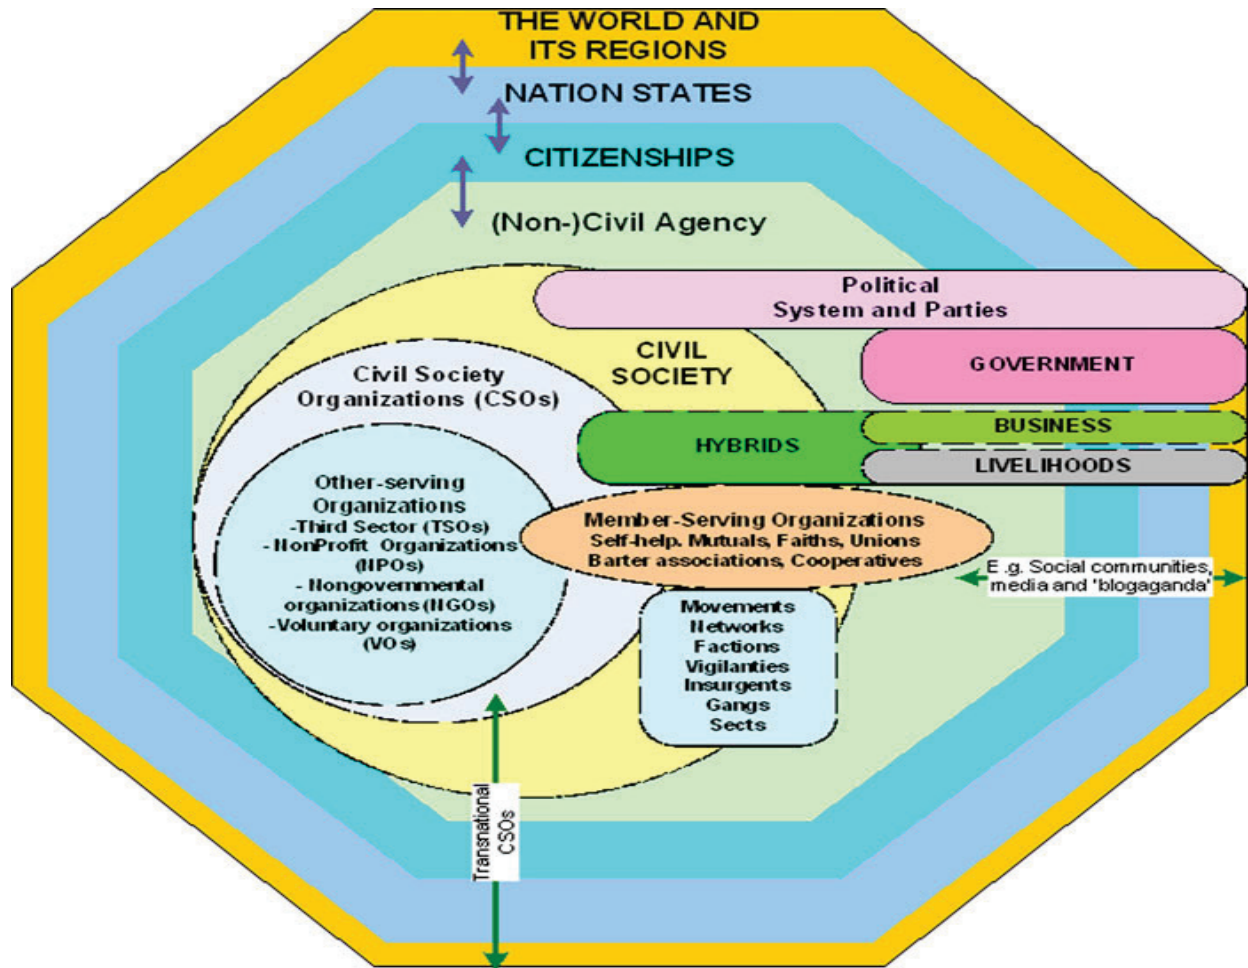 THE WORLD AND
ITS REGIONS
NATION STATES
CITIZENSHIPS
(Non-)Civil Agency
Political
System and Parties
CIVIL
SOCIETY
GOVERNMENT
Civil Society
Organizations (CSOs)
HYBRIDS
BUSINESS
LIVELIHOODS
Other-serving
Organizations
-Third Sector (TSOs)
- NonProfit Organizations
(NPOs)
- Nongovernmental
organizations (NGOs)
-Voluntary organizations
(VOs)
Member-Serving Organizations
Self-help. Mutuals, Faiths, Unions
Barter associations, Cooperatives
E .g. Social communities,
media and 'blogaganda'
Movements
Networks
Factions
Vigilanties
Insurgents
Gangs
Sects
Transnational
CSOs